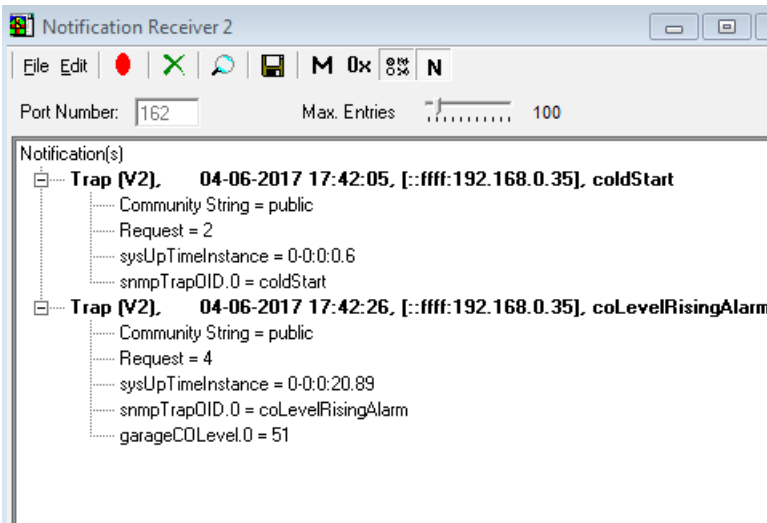 Notification Receiver 2
File Edit M 0x N
Port Number: 162 Max. Entries 100
Notification(s)
Trap (V2), 04-06-2017 17:42:05, [::ffff:192.168.0.35], coldStart
Community String = public
Request = 2
sysUpTimeInstance = 0-0:0:0.6
snmpTrapOID.0 = coldStart
Trap (V2), 04-06-2017 17:42:26, [::ffff:192.168.0.35], coLevelRisingAlarm
Community String = public
Request = 4
sysUpTimeInstance = 0-0:0:20.89
snmpTrapOID.0 = coLevelRisingAlarm
garageCOLevel.0 = 51